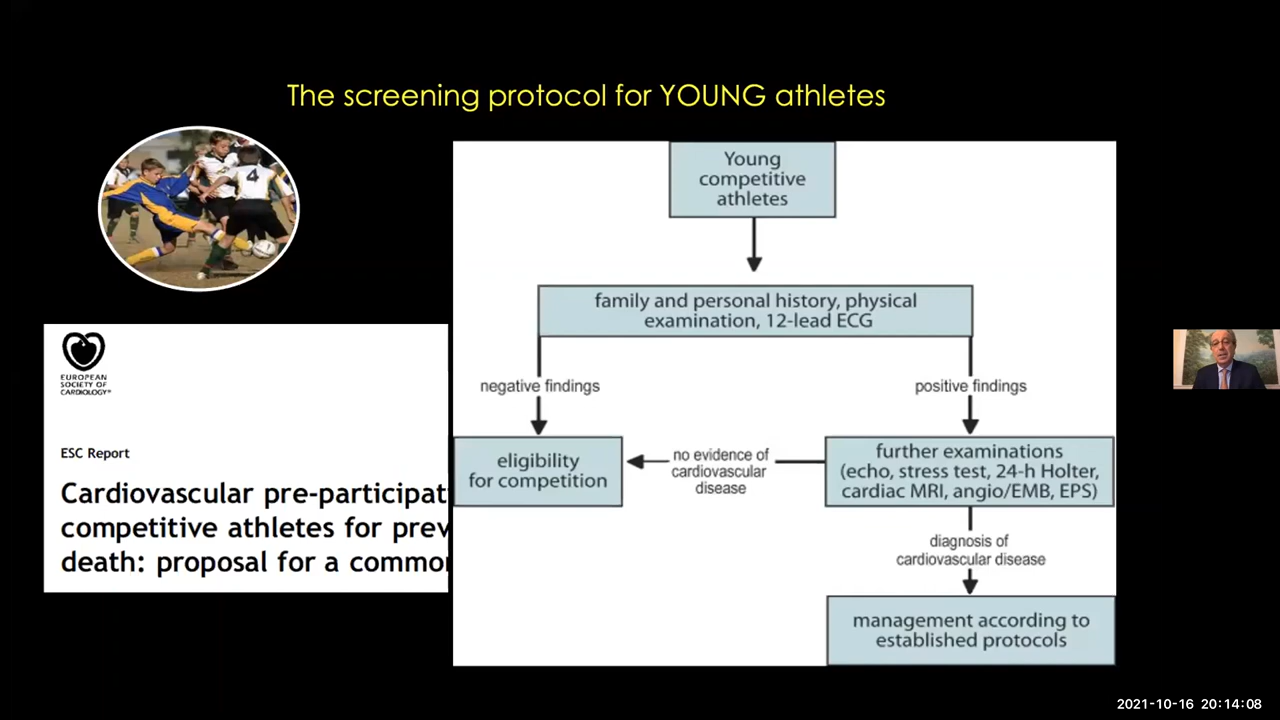 The screening protocol for YOUNG athletes
4
EUROPEAN
SOCIETY OF
CARDIOLOGY®
ESC Report
Cardiovascular pre-participat
competitive athletes for prev
death: proposal for a common
Young
competitive
athletes
family and personal history, physical
examination, 12-lead ECG
negative findings
positive findings
eligibility
for competition
no evidence of
cardiovascular
disease
further examinations
(echo, stress test, 24-h Holter,
cardiac MRI, angio/EMB, EPS)
diagnosis of
cardiovascular disease
management according to
established protocols
2021-10-16 20:14:08